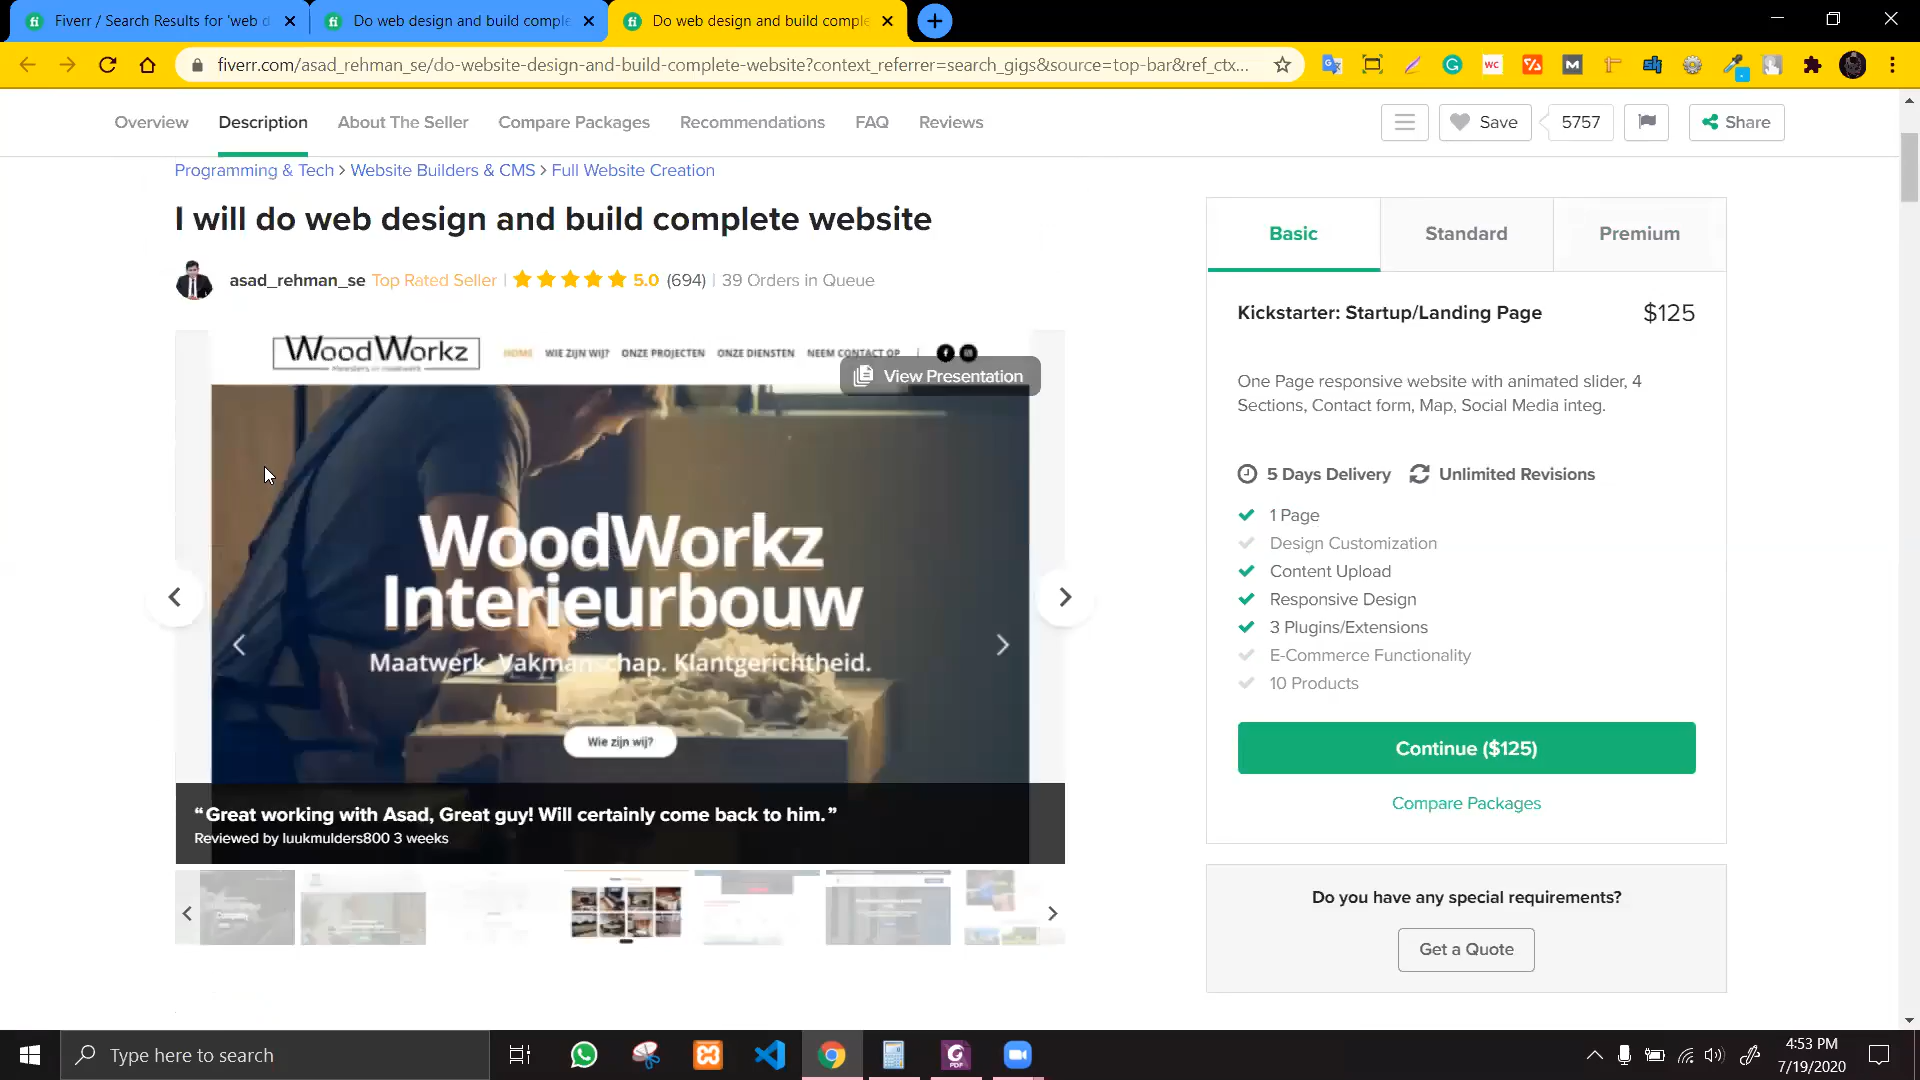 Fiverr / Search Results for 'web d
Do web design and build comple
Do web design and build comple
fiverr.com/asad_rehman_se/do-website-design-and-build-complete-website?context_referrer=search_gigs&source=top-bar&ref_ctx...
Overview Description About The Seller Compare Packages Recommendations FAQ Reviews
Save 5757 Share
Programming & Tech > Website Builders & CMS > Full Website Creation
I will do web design and build complete website
asad_rehman_se Top Rated Seller | 5.0 (694) | 39 Orders in Queue
WoodWorkz
HOME WIE ZIJN WIJ? ONZE PROJECTEN ONZE DIENSTEN NEEM CONTACT OP
View Presentation
WoodWorkz
Interieurbouw
Maatwerk. Vakmanschap. Klantgerichtheid.
Wie zijn wij?
“Great working with Asad, Great guy! Will certainly come back to him.”
Reviewed by luukmulders800 3 weeks
Company
Basic Standard Premium
Kickstarter: Startup/Landing Page $125
One Page responsive website with animated slider, 4
Sections, Contact form, Map, Social Media integ.
5 Days Delivery Unlimited Revisions
1 Page
Design Customization
Content Upload
Responsive Design
3 Plugins/Extensions
E-Commerce Functionality
10 Products
Continue ($125)
Compare Packages
Do you have any special requirements?
Get a Quote
Type here to search
4:53 PM
7/19/2020